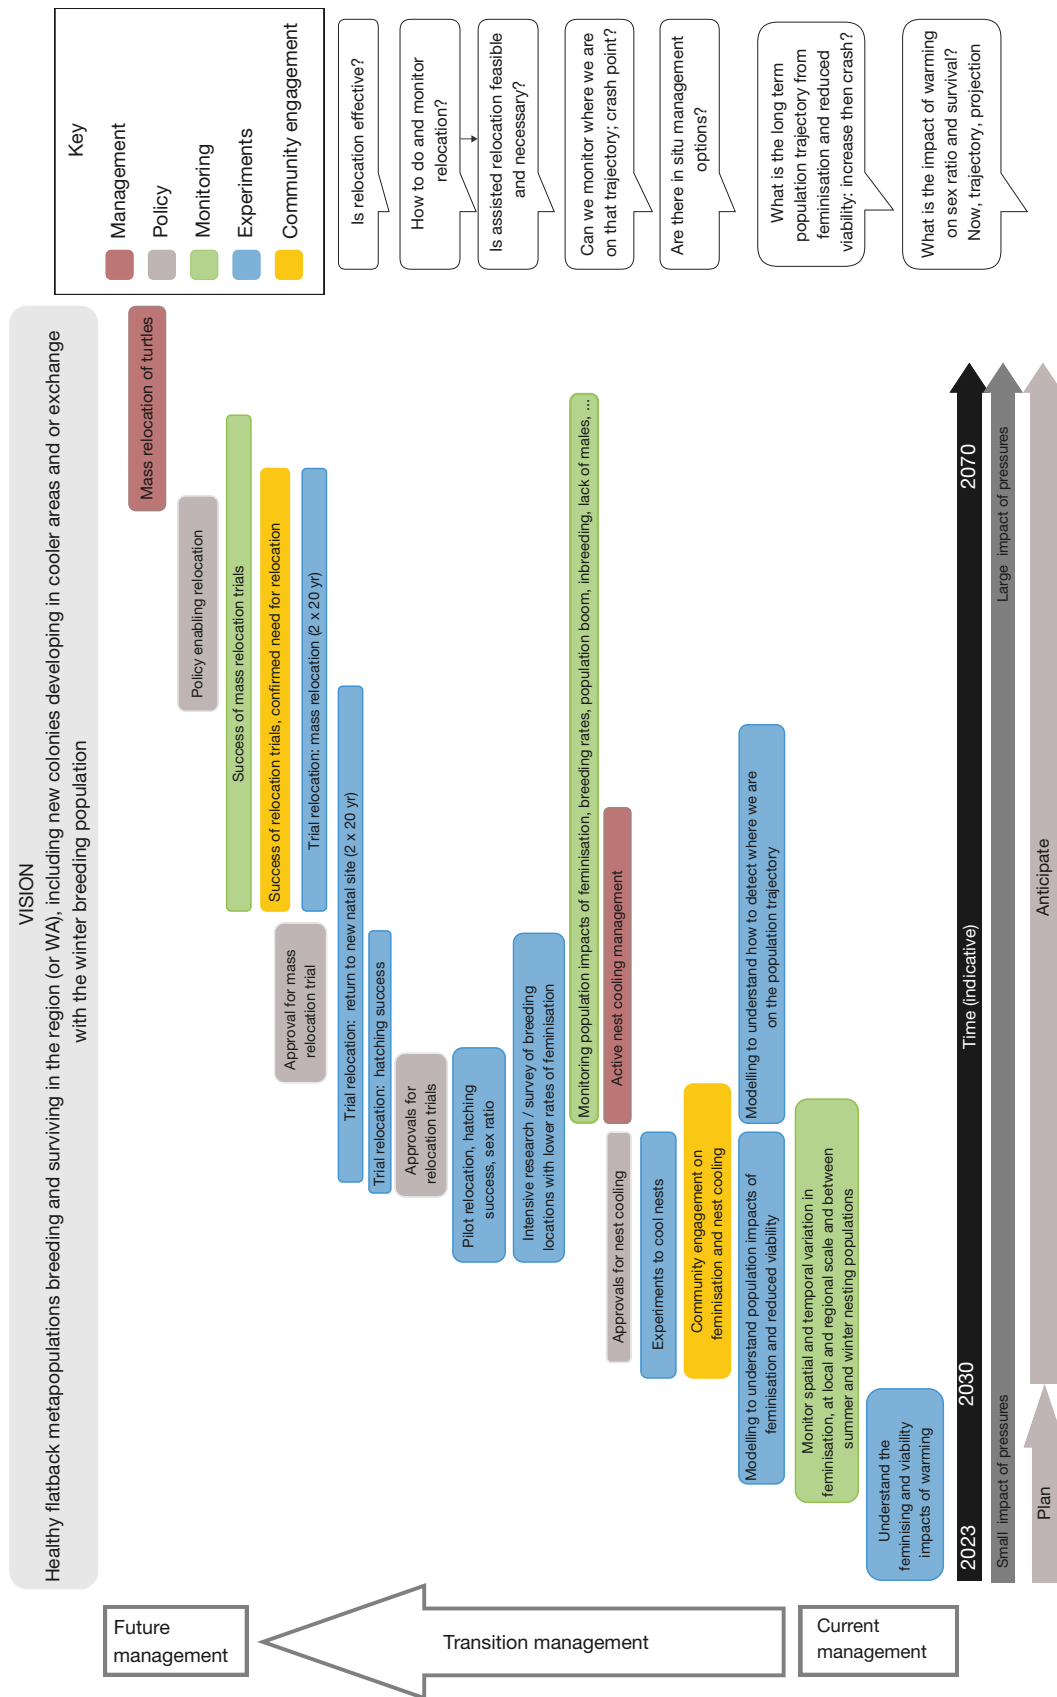 VISION
Healthy flatback metapopulations breeding and surviving in the region (or WA), including new colonies developing in cooler areas and or exchange
with the winter breeding population
Key
Management
Policy
Monitoring
Experiments
Community engagement
Future
management
Transition management
Current
management
Mass relocation of turtles
Policy enabling relocation
Success of mass relocation trials
Success of relocation trials, confirmed need for relocation
Trial relocation: mass relocation (2 x 20 yr)
Approval for mass
relocation trial
Trial relocation: return to new natal site (2 x 20 yr)
Trial relocation: hatching success
Approvals for
relocation trials
Pilot relocation, hatching
success, sex ratio
Intensive research / survey of breeding
locations with lower rates of feminisation
Monitoring population impacts of feminisation, breeding rates, population boom, inbreeding, lack of males, ...
Active nest cooling management
Approvals for nest cooling
Experiments to cool nests
Community engagement on
feminisation and nest cooling
Modelling to understand population impacts of
feminisation and reduced viability
Modelling to understand how to detect where we are
on the population trajectory
Monitor spatial and temporal variation in
feminisation, at local and regional scale and between
summer and winter nesting populations
Understand the
feminising and viability
impacts of warming
Is relocation effective?
How to do and monitor
relocation?
Is assisted relocation feasible
and necessary?
Can we monitor where we are
on that trajectory; crash point?
Are there in situ management
options?
What is the long term
population trajectory from
feminisation and reduced
viability: increase then crash?
What is the impact of warming
on sex ratio and survival?
Now, trajectory, projection
2023
2030
Time (indicative)
2070
Small impact of pressures
Large impact of pressures
Plan
Anticipate